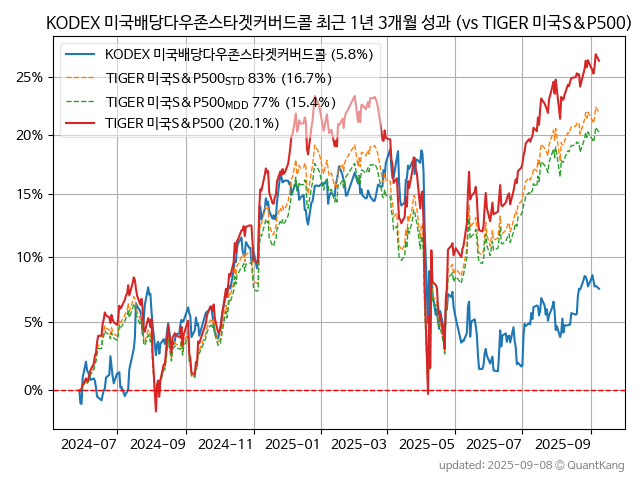 KODEX 미국배당다우존스타겟커버드콜 최근 1년 3개월 성과 (vs TIGER 미국S&P500)
KODEX 미국배당다우존스타겟커버드콜 (5.8%)
TIGER 미국S&P500STD 83% (16.7%)
TIGER 미국S&P500MDD 77% (15.4%)
TIGER 미국S&P500 (20.1%)
25%
20%
15%
10%
5%
0%
2024-07 2024-09 2024-11 2025-01 2025-03 2025-05 2025-07 2025-09
updated: 2025-09-08 © QuantKang